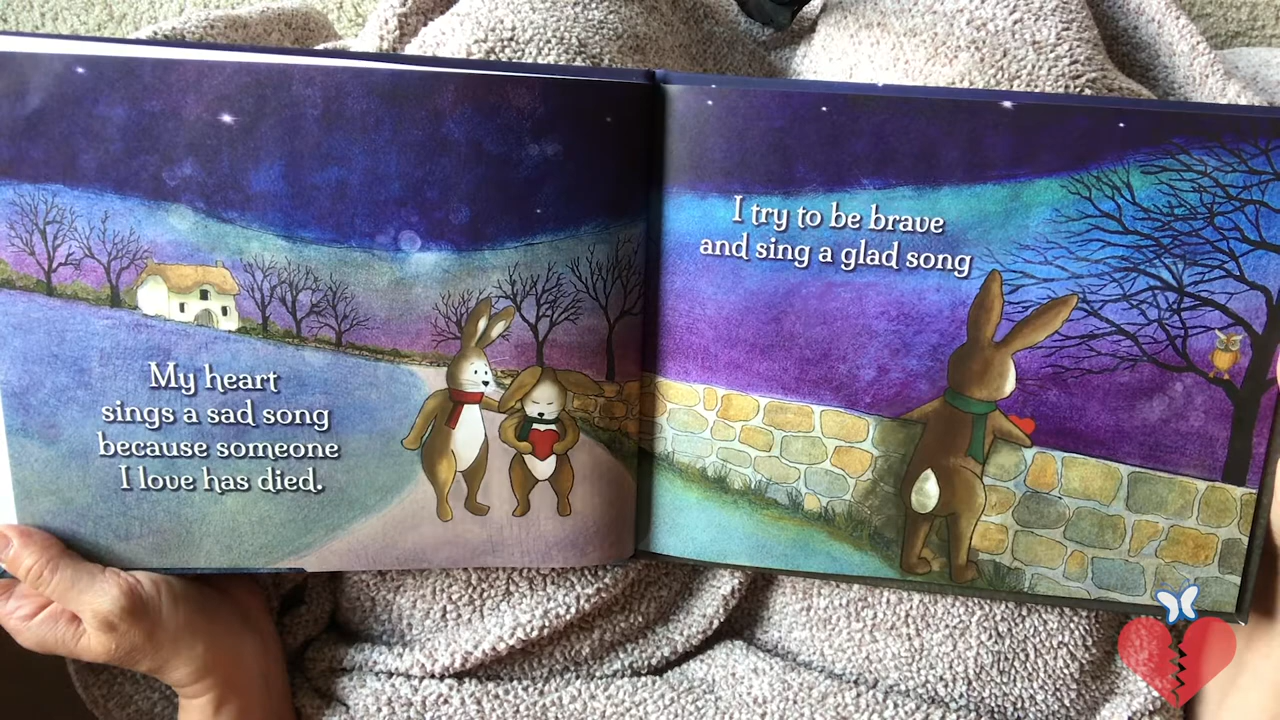 My heart
sings a sad song
because someone
I love has died.
I try to be brave
and sing a glad song